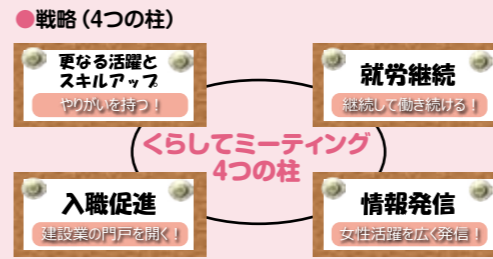 ●戦略（4つの柱）
更なる活躍と
スキルアップ
やりがいを持つ！
就労継続
継続して働き続ける！
くらしてミーティング
4つの柱
入職促進
建設業の門戸を開く！
情報発信
女性活躍を広く発信！